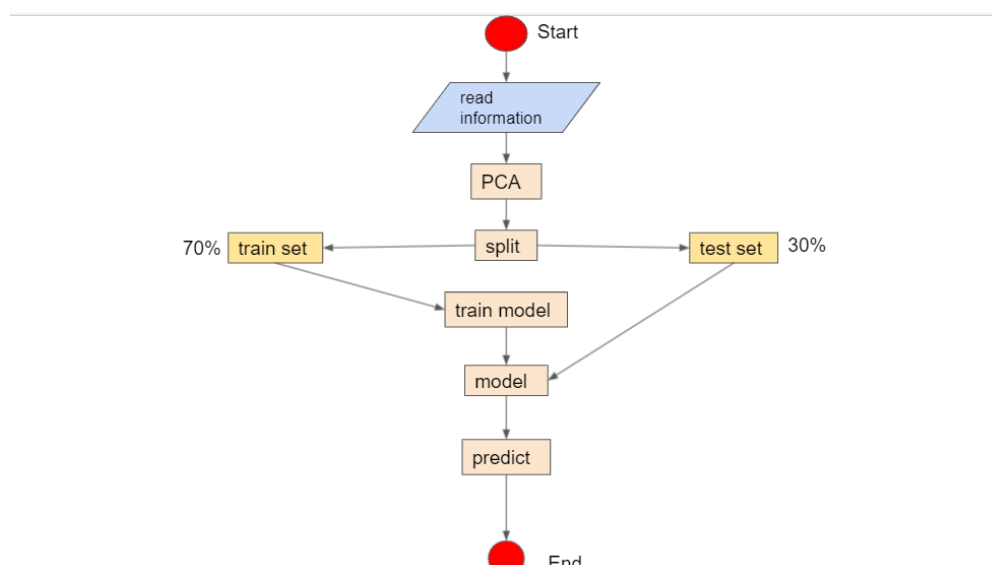 Start
read
information
PCA
70%
train set
split
test set
30%
train model
model
predict
End